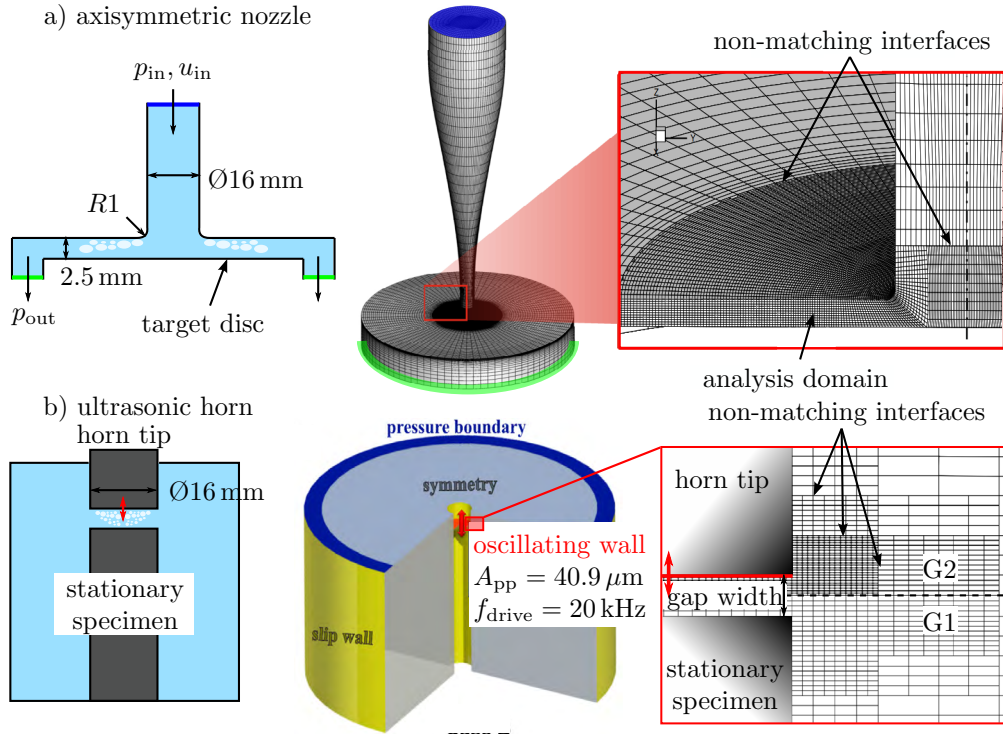 a) axisymmetric nozzle
p_in, u_in
Ø16 mm
R1
2.5 mm
p_out
target disc
non-matching interfaces
Z
Y
analysis domain
b) ultrasonic horn
horn tip
Ø16 mm
stationary
specimen
pressure boundary
symmetry
oscillating wall
A_pp = 40.9 μm
f_drive = 20 kHz
slip wall
non-matching interfaces
horn tip
gap width
G2
G1
stationary
specimen